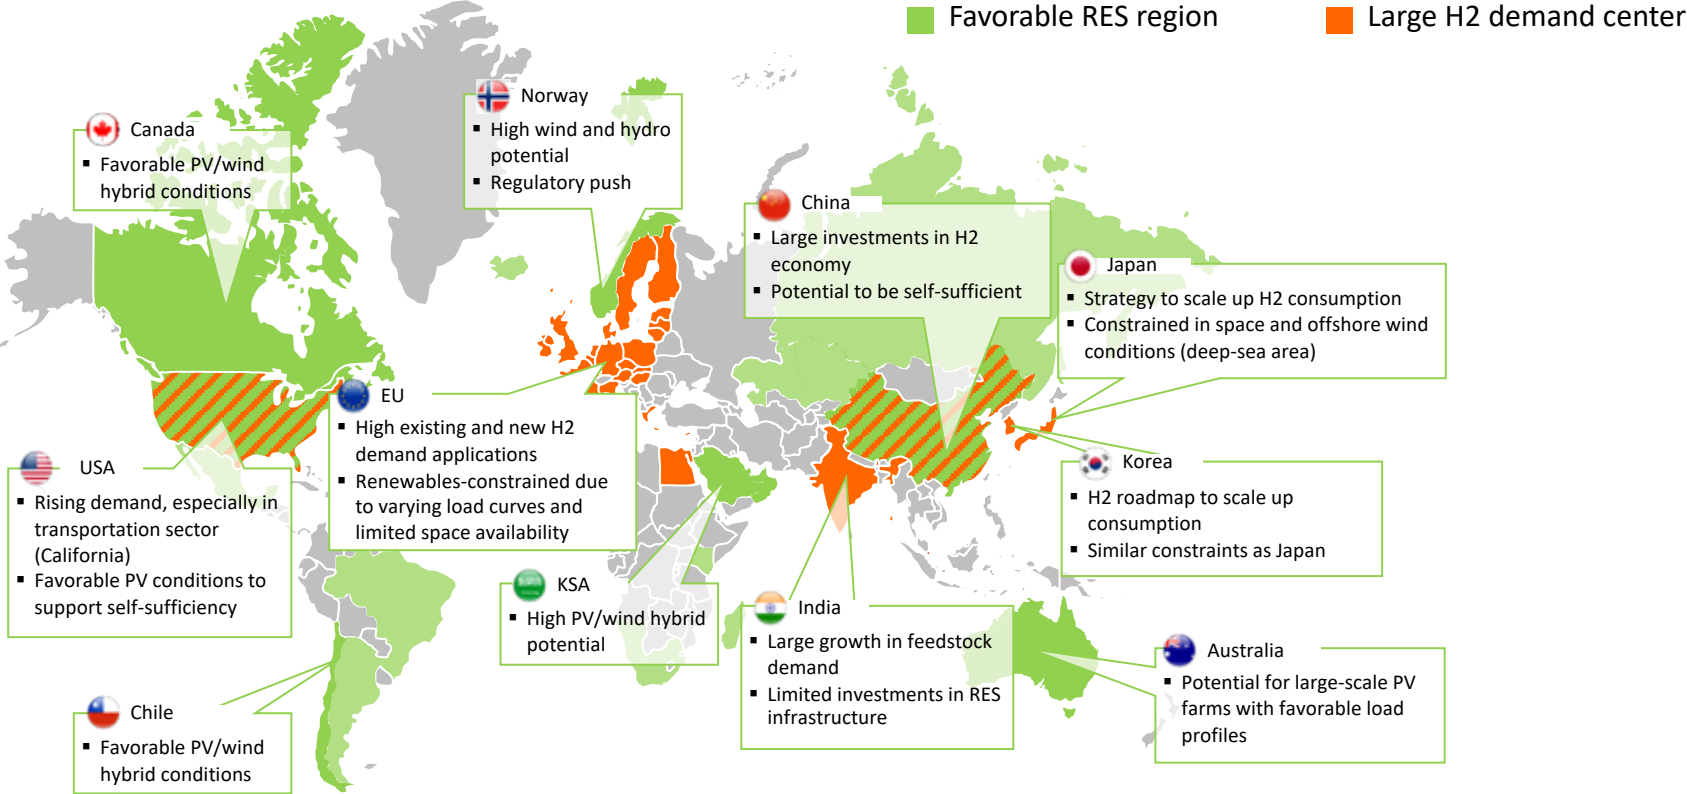 Favorable RES region
Large H2 demand center
Canada
▪ Favorable PV/wind
hybrid conditions
Norway
▪ High wind and hydro
potential
▪ Regulatory push
China
▪ Large investments in H2
economy
▪ Potential to be self-sufficient
Japan
▪ Strategy to scale up H2 consumption
▪ Constrained in space and offshore wind
conditions (deep-sea area)
EU
▪ High existing and new H2
demand applications
▪ Renewables-constrained due
to varying load curves and
limited space availability
USA
▪ Rising demand, especially in
transportation sector
(California)
▪ Favorable PV conditions to
support self-sufficiency
Korea
▪ H2 roadmap to scale up
consumption
▪ Similar constraints as Japan
KSA
▪ High PV/wind hybrid
potential
India
▪ Large growth in feedstock
demand
▪ Limited investments in RES
infrastructure
Australia
▪ Potential for large-scale PV
farms with favorable load
profiles
Chile
▪ Favorable PV/wind
hybrid conditions